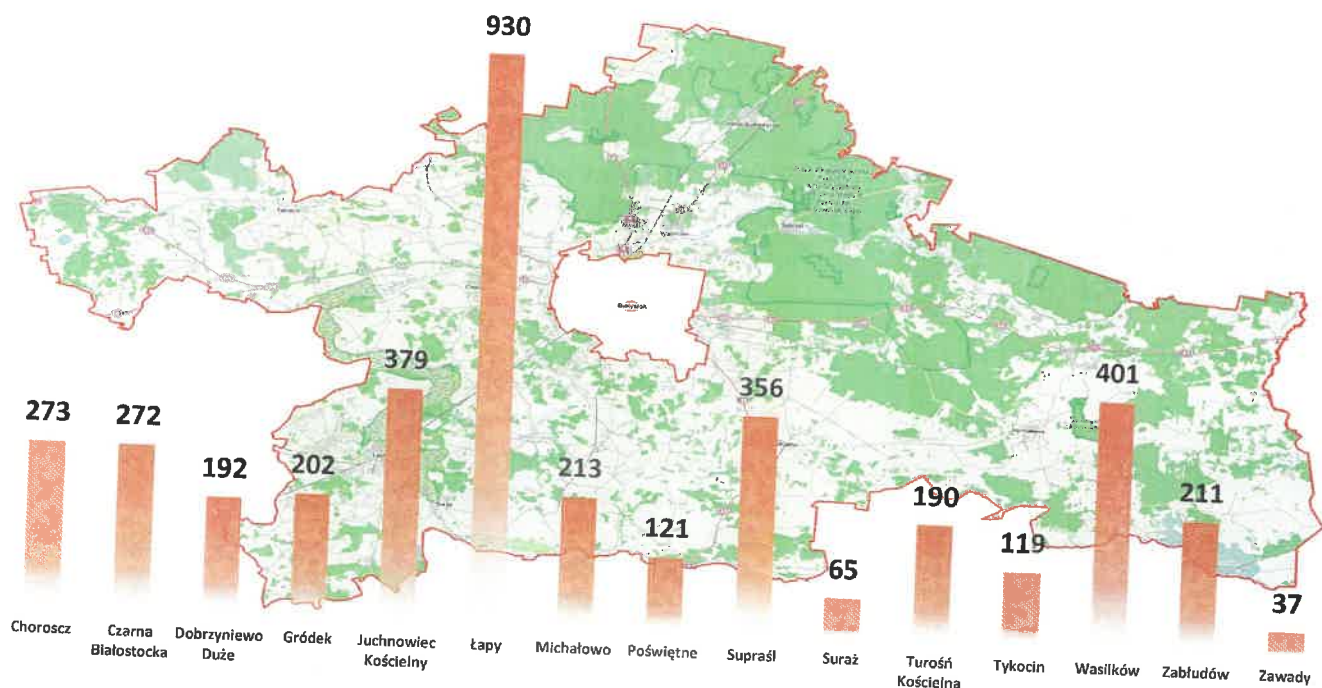 930
379
356
401
273
272
192
202
213
121
65
190
119
211
37
Białystok
Choroszcz
Czarna
Białostocka
Dobrzyniewo
Duże
Gródek
Juchnowiec
Kościelny
Łapy
Michałowo
Poświętne
Supraśl
Suraż
Turośń
Kościelna
Tykocin
Wasilków
Zabłudów
Zawady